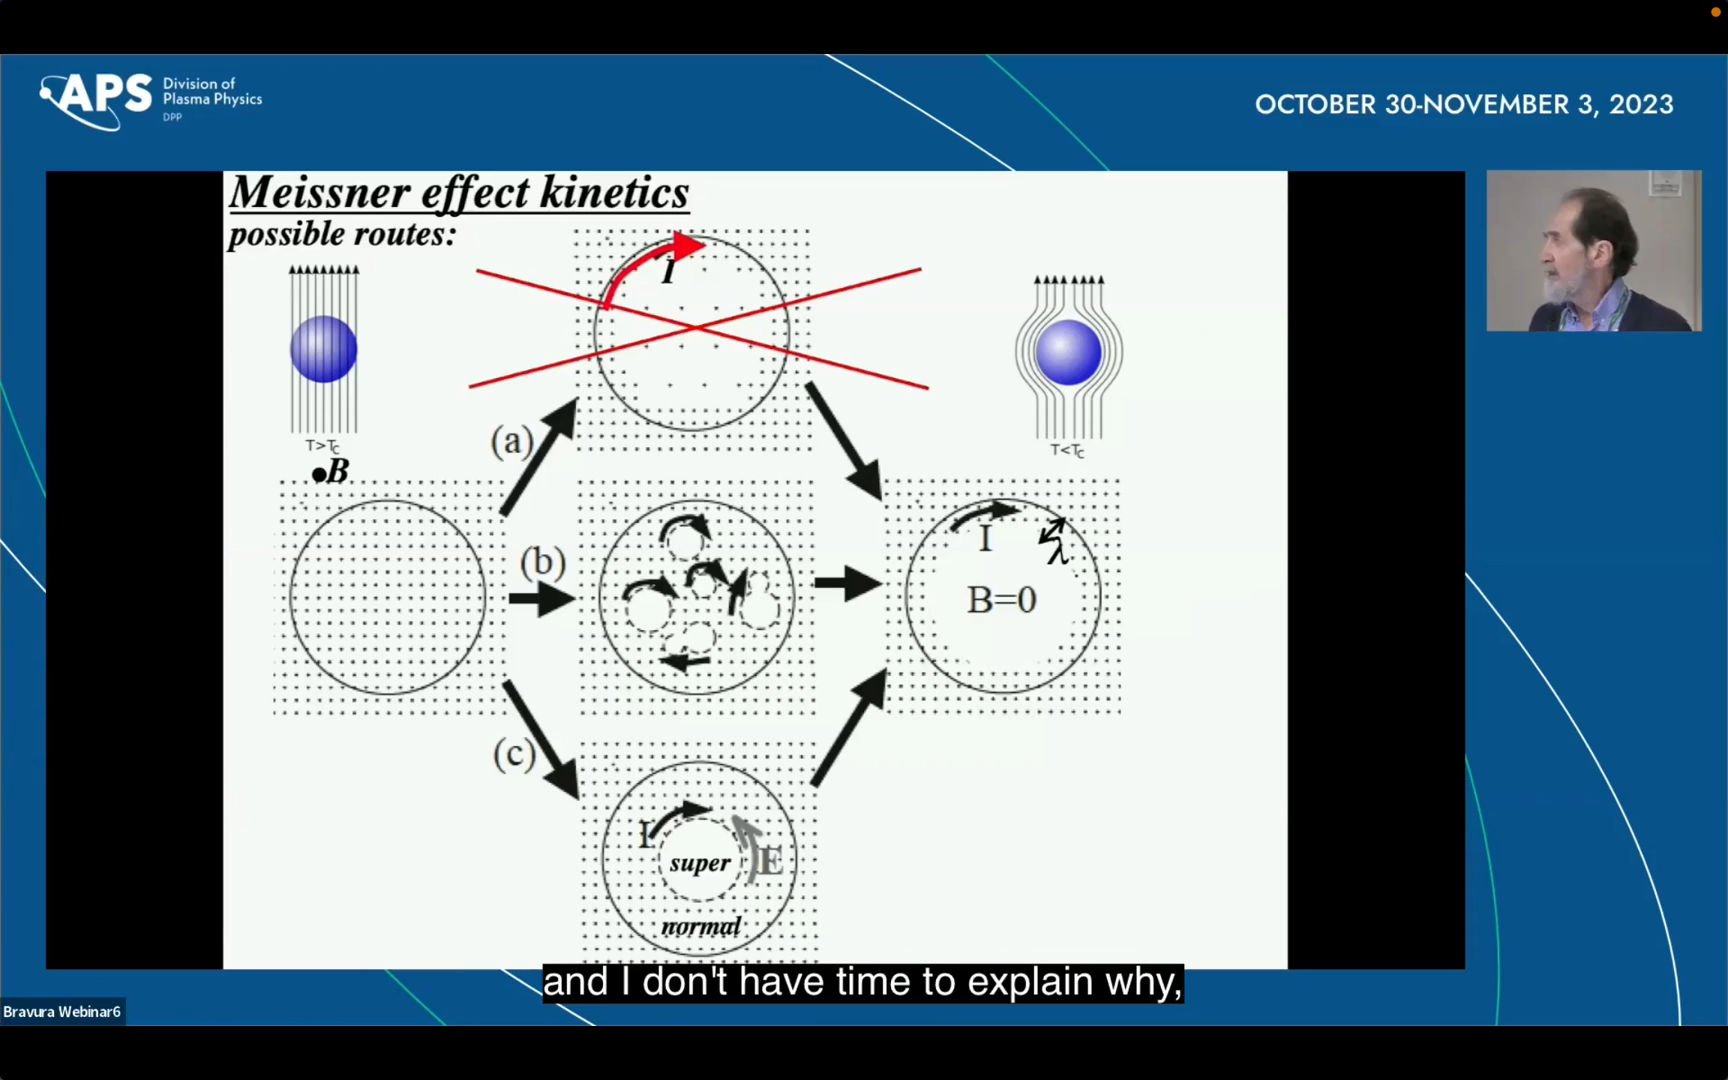 APS
Division of
Plasma Physics
DPP
OCTOBER 30-NOVEMBER 3, 2023
Meissner effect kinetics
possible routes:
I
T>Tc
B
(a)
T<Tc
(b)
I
λ
B=0
(c)
I
E
super
normal
and I don't have time to explain why,
Bravura Webinar6